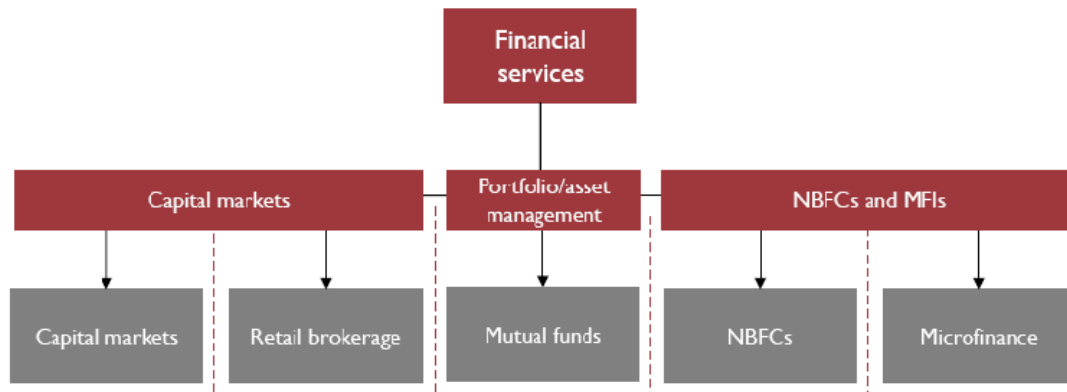 Financial
services
Capital markets
Portfolio/asset
management
NBFCs and MFIs
Capital markets
Retail brokerage
Mutual funds
NBFCs
Microfinance